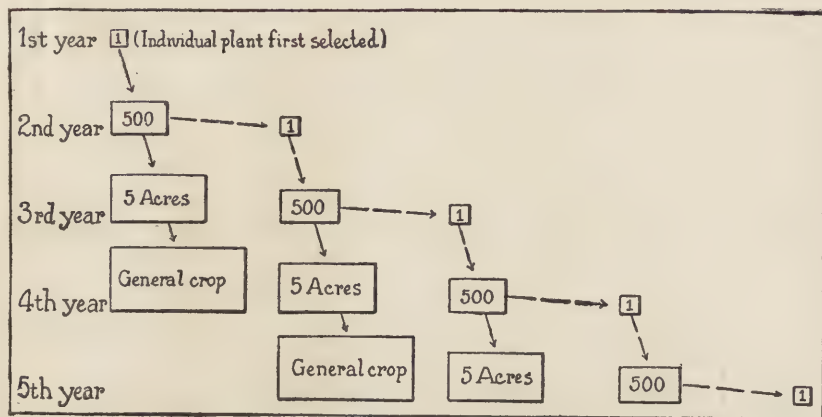 1st year 1 (Individual plant first selected)
2nd year 500 1
3rd year 5 Acres 500 1
4th year General crop 5 Acres 500 1
5th year General crop 5 Acres 500 1